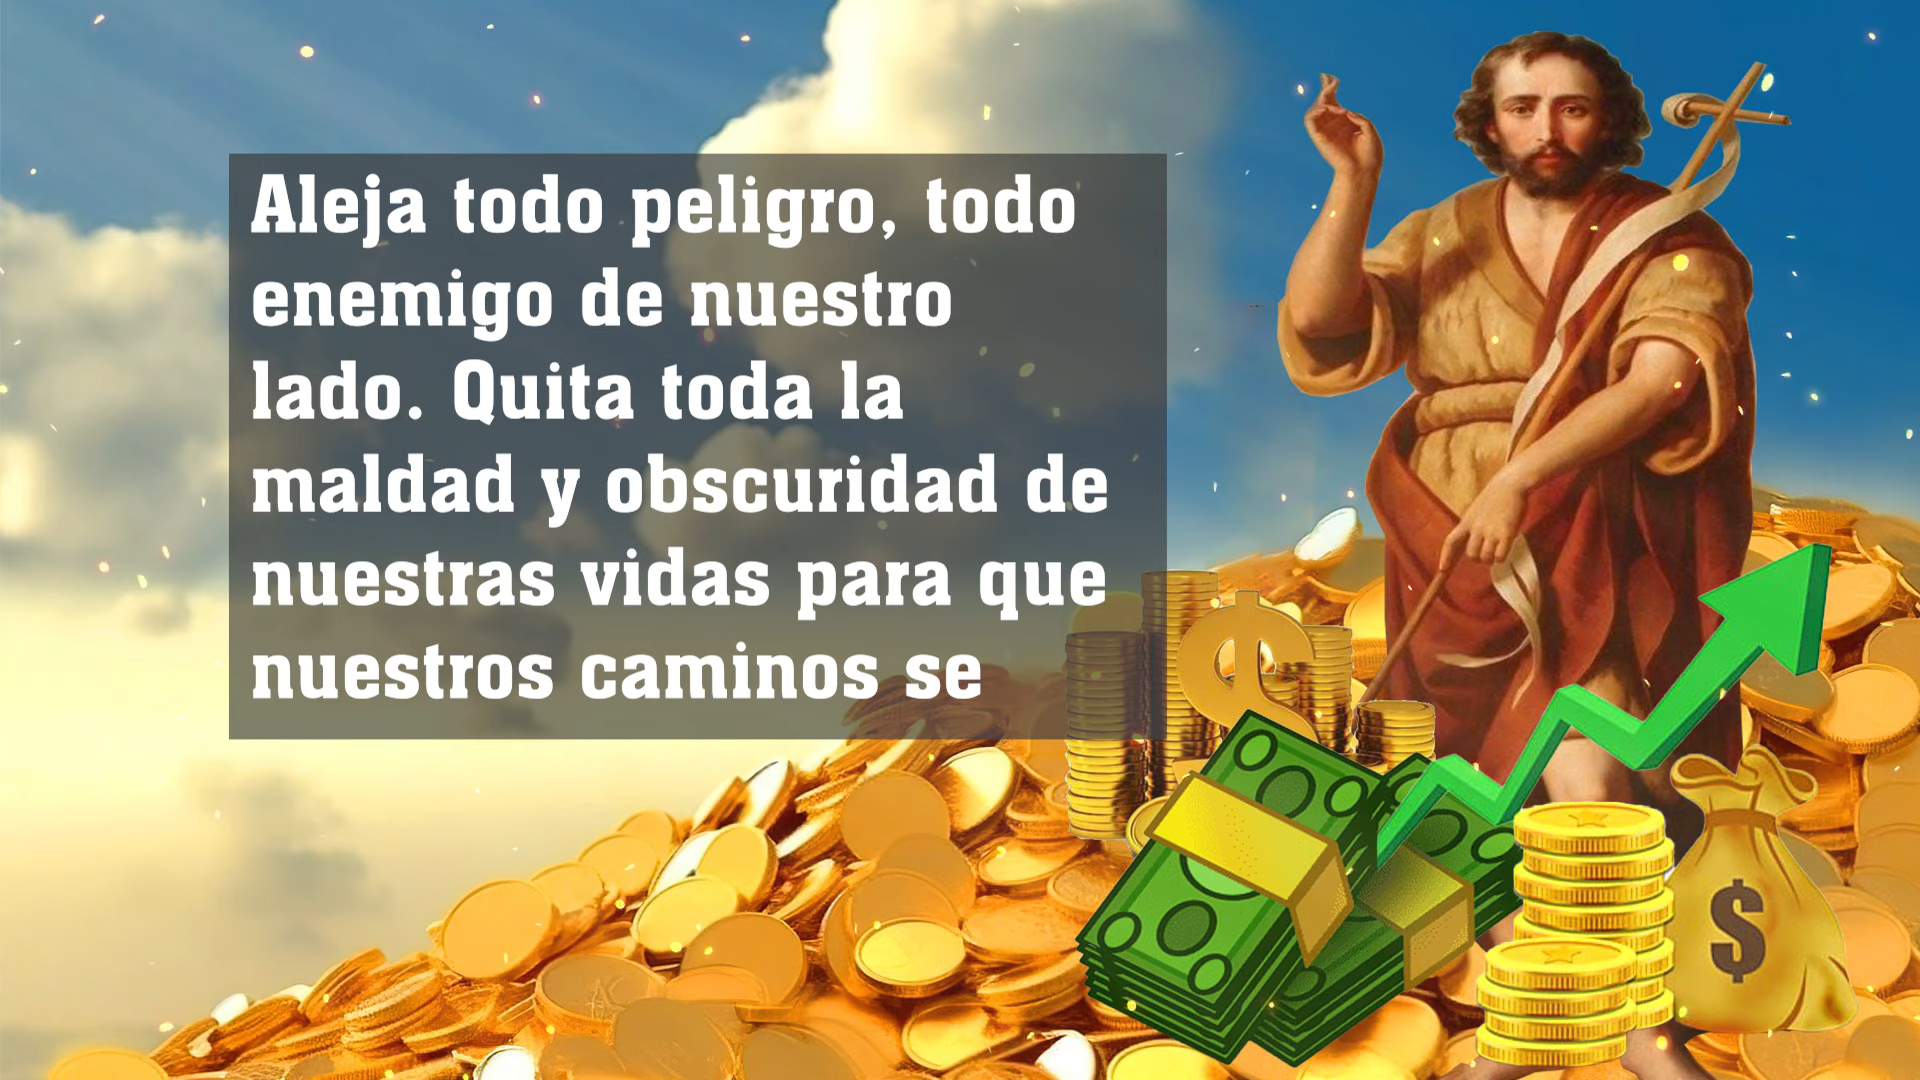 Aleja todo peligro, todo
enemigo de nuestro
lado. Quita toda la
maldad y obscuridad de
nuestras vidas para que
nuestros caminos se
$
$